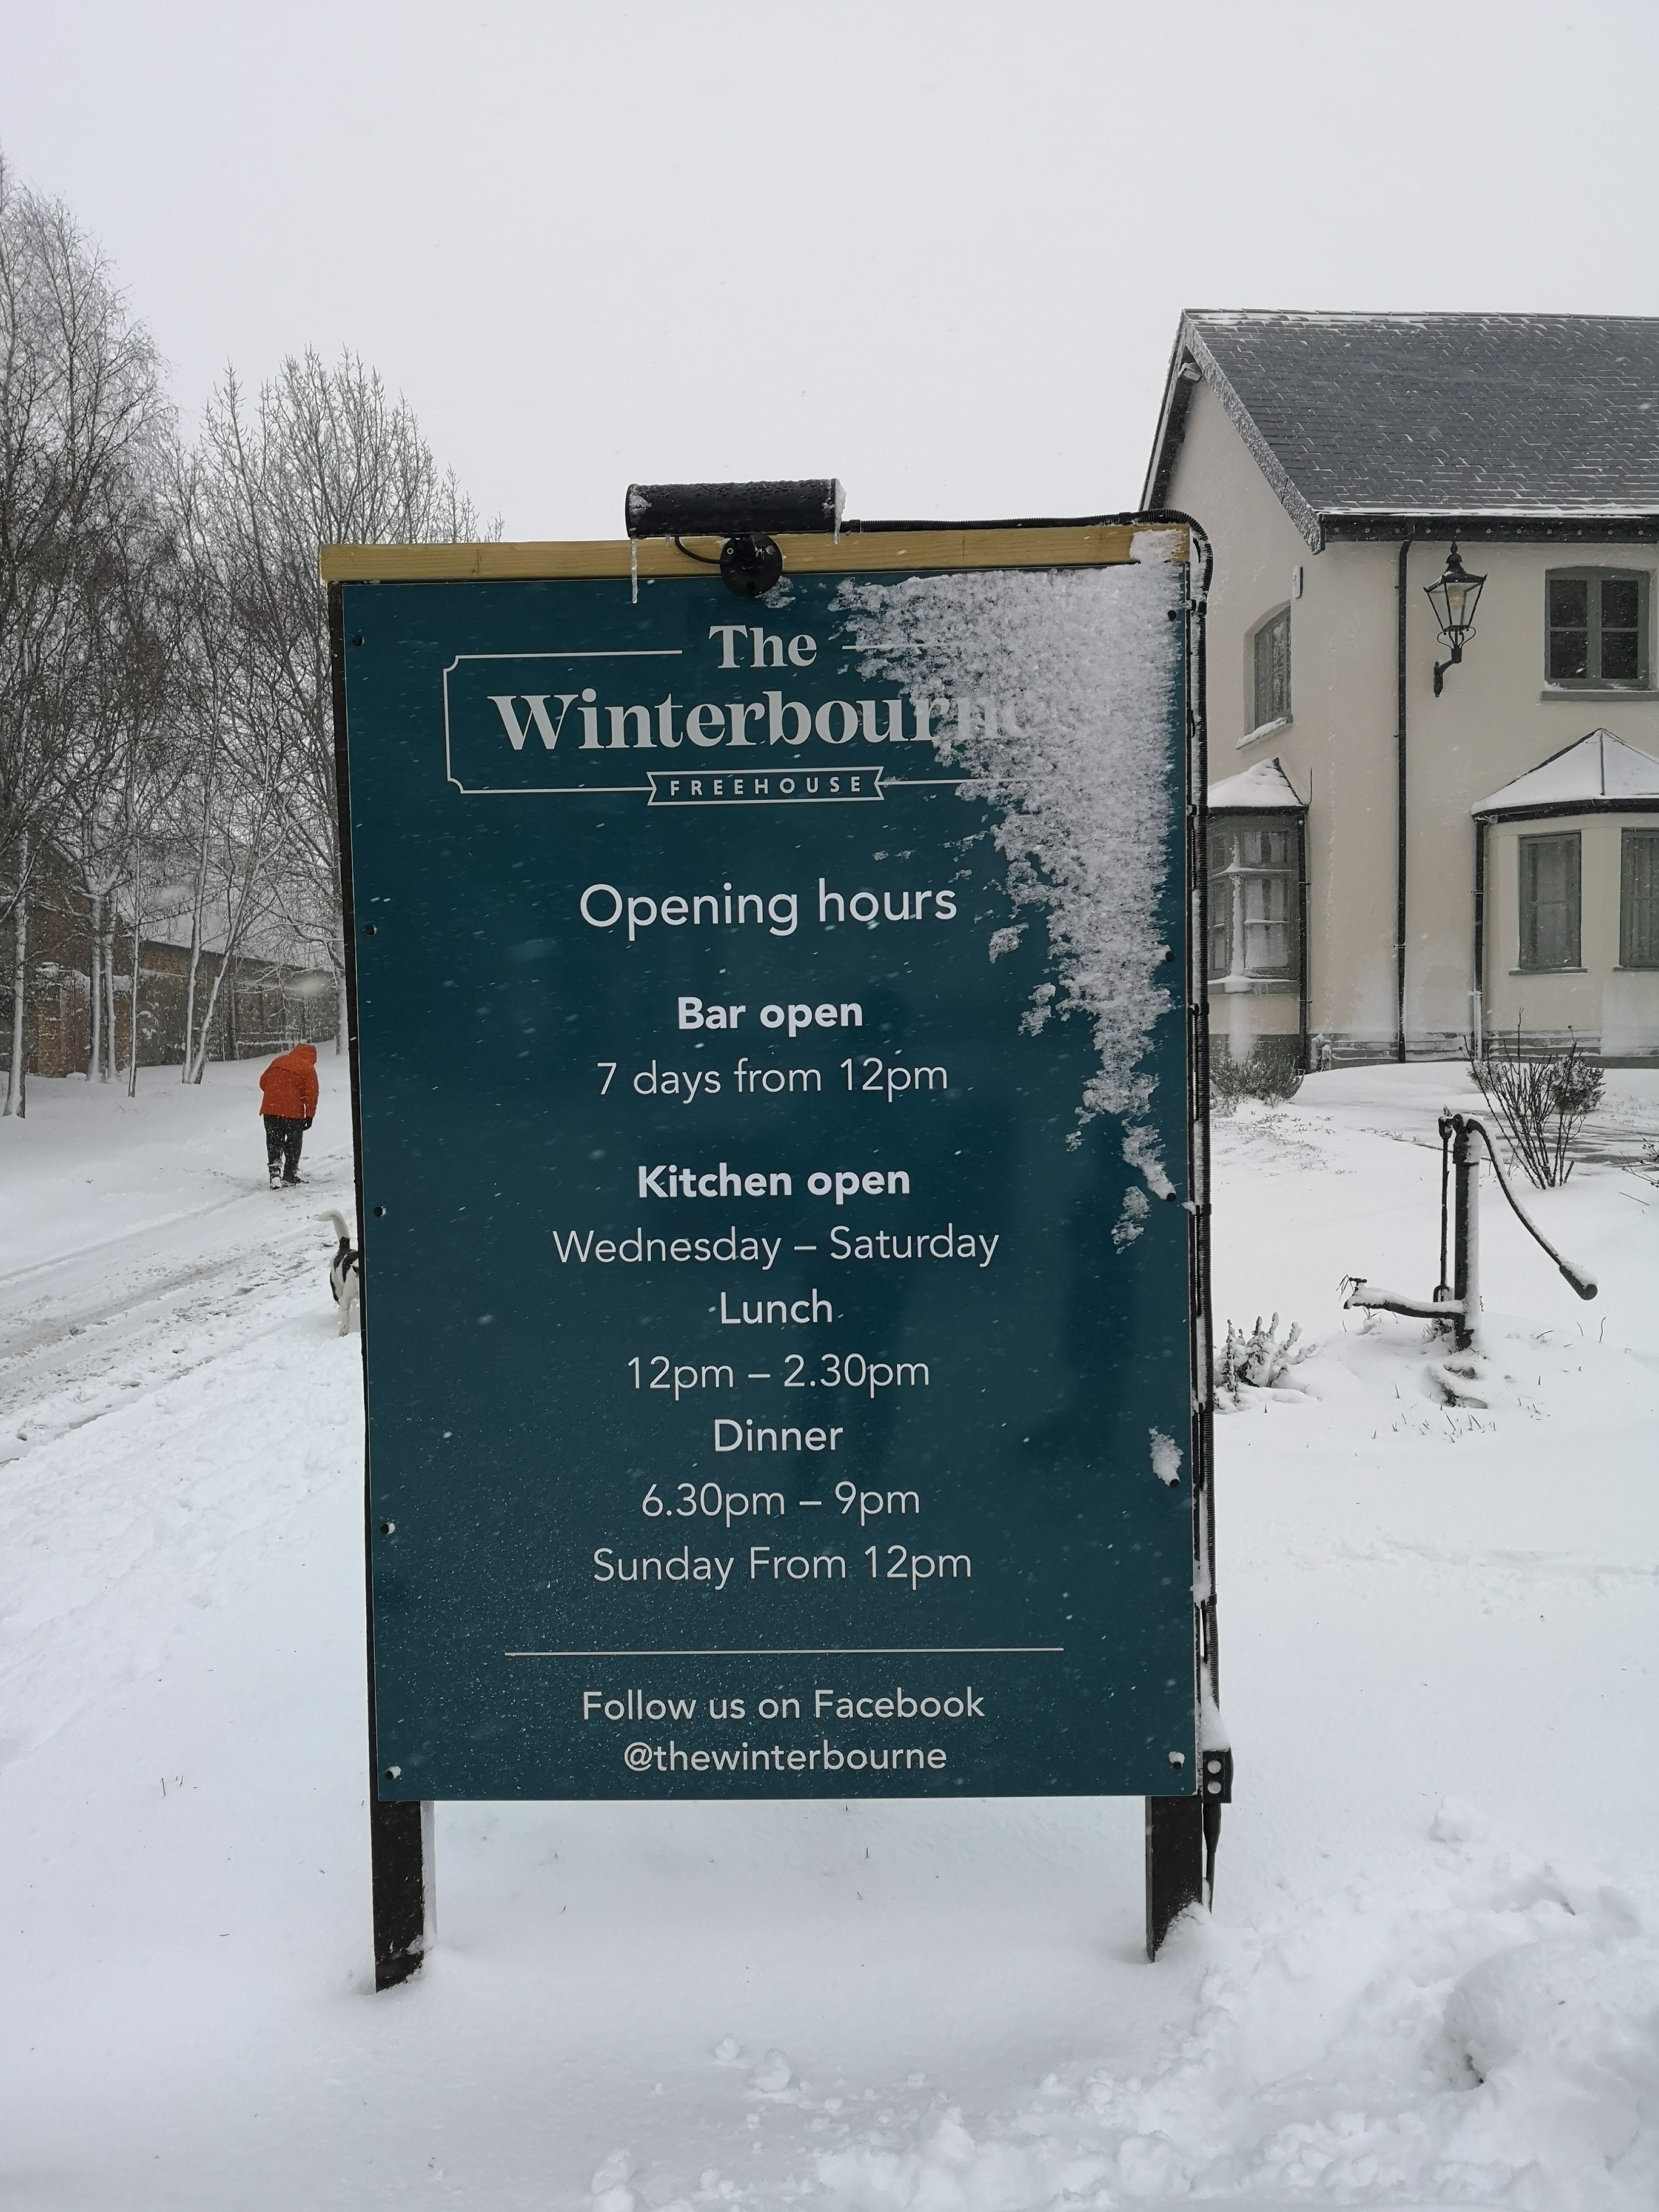 The
Winterbourne
FREEHOUSE
Opening hours
Bar open
7 days from 12pm
Kitchen open
Wednesday – Saturday
Lunch
12pm – 2.30pm
Dinner
6.30pm – 9pm
Sunday From 12pm
Follow us on Facebook
@thewinterbourne